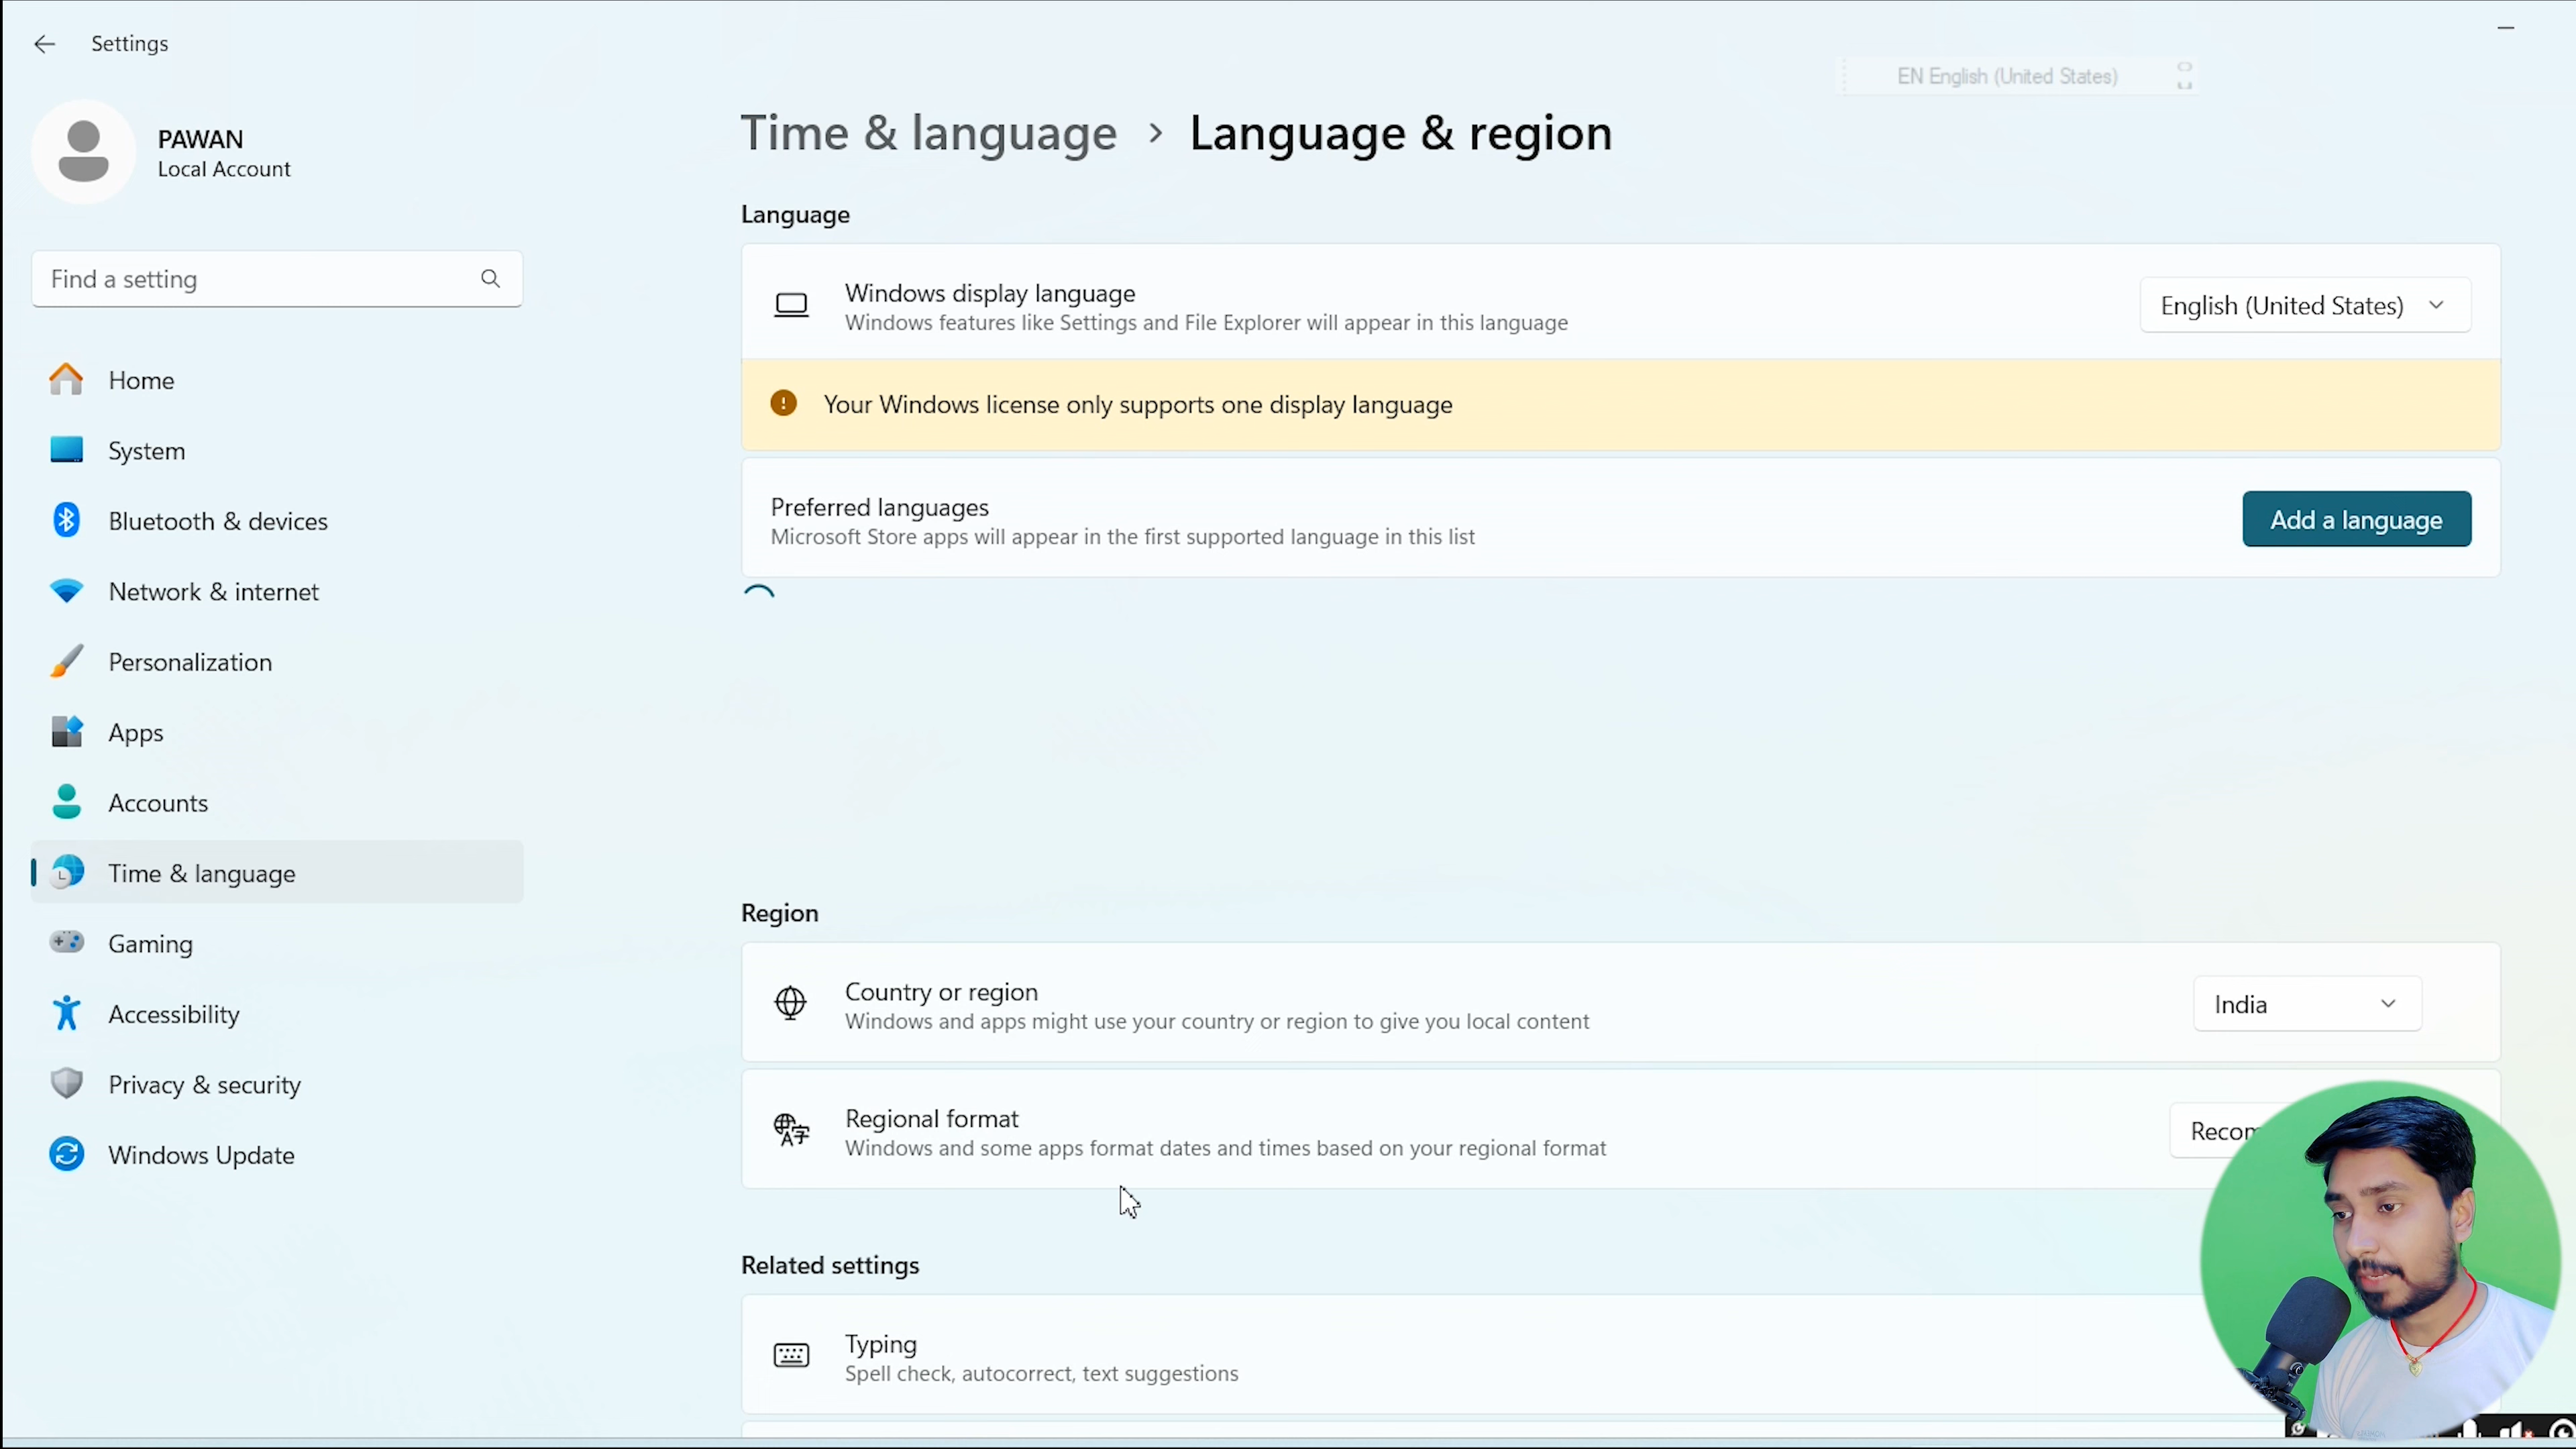 Settings
EN English (United States)
PAWAN
Local Account
Find a setting
Home
System
Bluetooth & devices
Network & internet
Personalization
Apps
Accounts
Time & language
Gaming
Accessibility
Privacy & security
Windows Update
Time & language > Language & region
Language
Windows display language
Windows features like Settings and File Explorer will appear in this language
English (United States)
Your Windows license only supports one display language
Preferred languages
Microsoft Store apps will appear in the first supported language in this list
Add a language
Region
Country or region
Windows and apps might use your country or region to give you local content
India
Regional format
Windows and some apps format dates and times based on your regional format
Recom
Related settings
Typing
Spell check, autocorrect, text suggestions